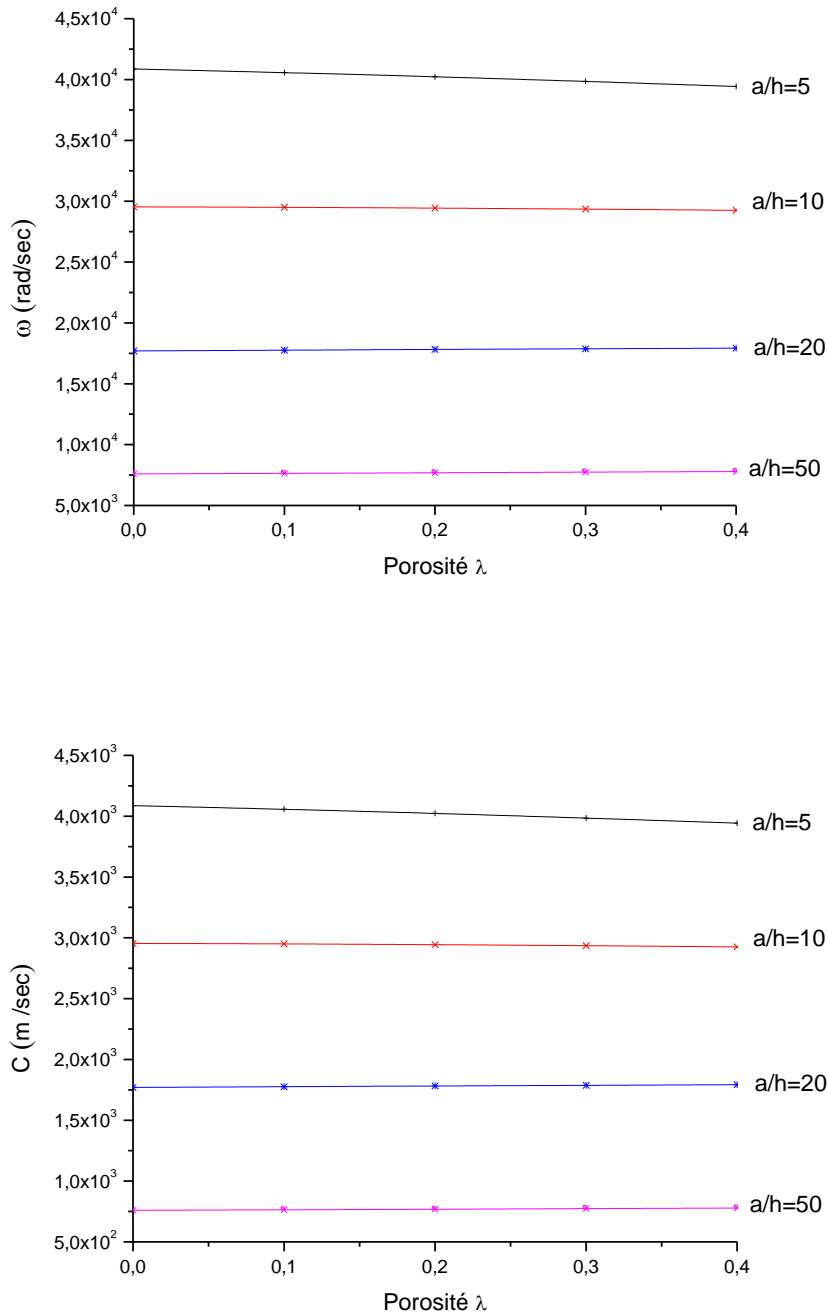 4,5x10⁴
4,0x10⁴
a/h=5
3,5x10⁴
3,0x10⁴
a/h=10
2,5x10⁴
ω (rad/sec)
2,0x10⁴
a/h=20
1,5x10⁴
1,0x10⁴
a/h=50
5,0x10³
0,0 0,1 0,2 0,3 0,4
Porosité λ
4,5x10³
4,0x10³
a/h=5
3,5x10³
3,0x10³
a/h=10
2,5x10³
C (m /sec)
2,0x10³
a/h=20
1,5x10³
1,0x10³
a/h=50
5,0x10²
0,0 0,1 0,2 0,3 0,4
Porosité λ